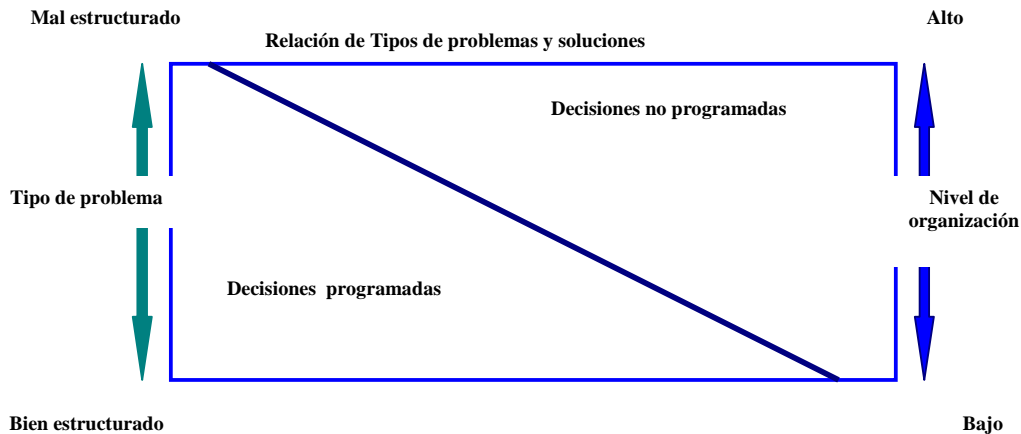 Mal estructurado
Alto
Relación de Tipos de problemas y soluciones
Decisiones no programadas
Tipo de problema
Nivel de
organización
Decisiones programadas
Bien estructurado
Bajo